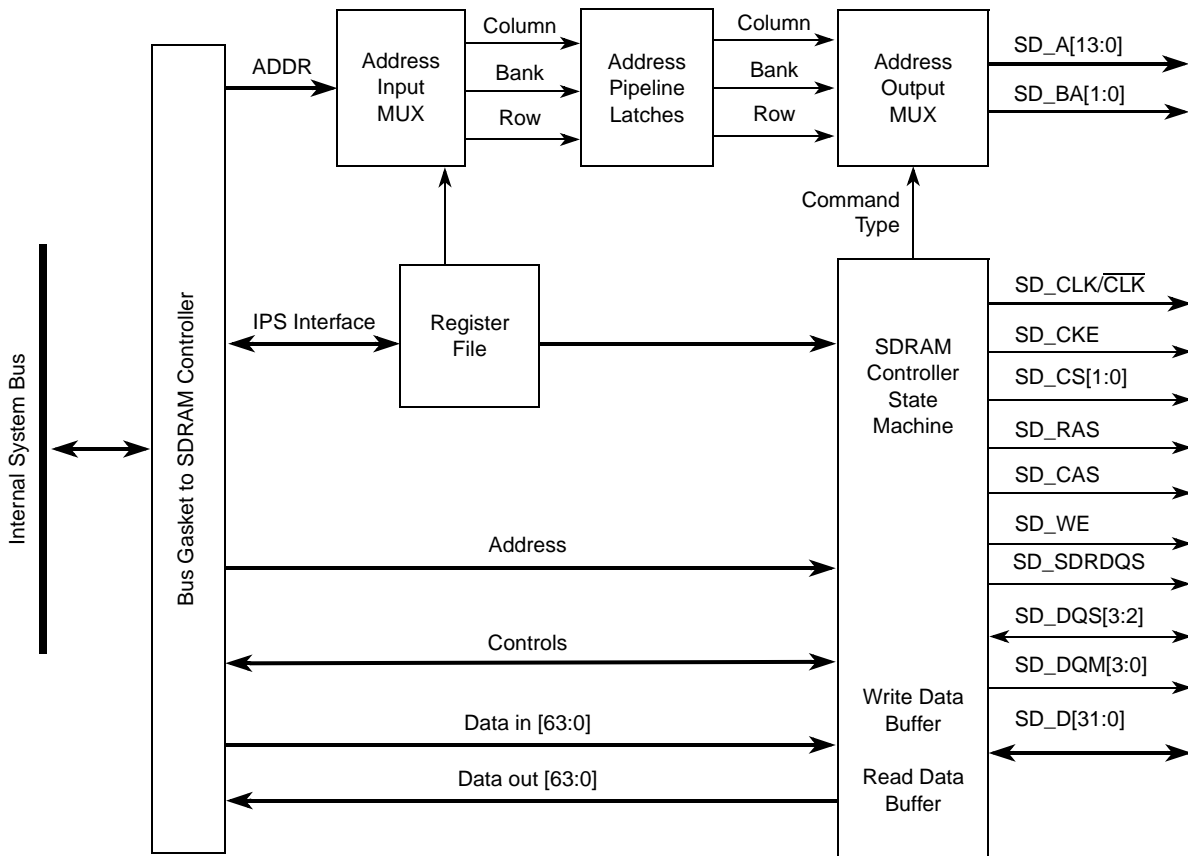 Column
Bank
Row
Column
Bank
Row
SD_A[13:0]
SD_BA[1:0]
ADDR
Address
Input
MUX
Address
Pipeline
Latches
Address
Output
MUX
Command
Type
Internal System Bus
Bus Gasket to SDRAM Controller
IPS Interface
Register
File
SDRAM
Controller
State
Machine
SD_CLK/C̅L̅K̅
SD_CKE
SD_CS[1:0]
SD_RAS
SD_CAS
SD_WE
SD_SDRDQS
SD_DQS[3:2]
SD_DQM[3:0]
SD_D[31:0]
Address
Controls
Data in [63:0]
Data out [63:0]
Write Data
Buffer
Read Data
Buffer